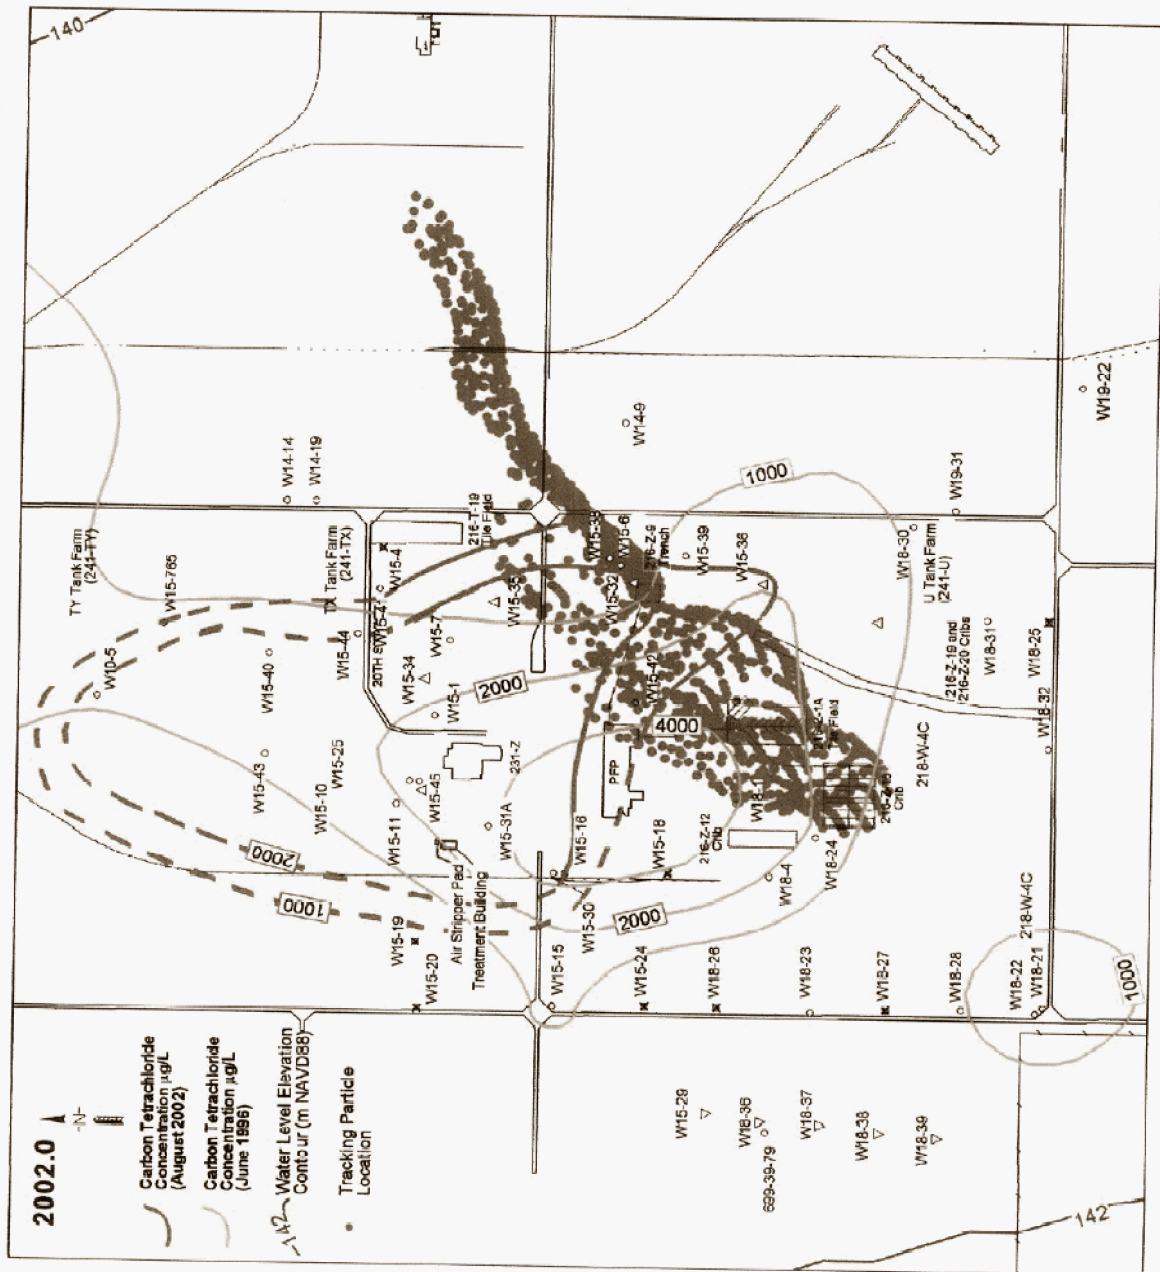 2002.0
-N-
Carbon Tetrachloride
Concentration µg/L
(August 2002)
Carbon Tetrachloride
Concentration µg/L
(June 1996)
142
Water Level Elevation
Contour (m NAVD88)
Tracking Particle
Location
140
TY Tank Farm
(241-TY)
W15-765
W10-5
W14-14
W14-19
TX Tank Farm
(241-TX)
W15-44
W15-40
W15-43
W15-25
W15-10
2000
1000
20TH
W15-41
W15-4
216-T-19
Tile Field
W15-7
W15-34
W15-1
W15-35
2000
W15-11
W15-45
231-Z
W15-31A
Air Stripper Pad
Treatment Building
W15-19
W15-20
W15-15
W15-30
W15-16
PFP
W15-18
4000
W15-42
W15-32
W15-38
W15-6
216-Z-9
Trench
W14-9
W15-39
W15-36
1000
216-Z-1A
Tile Field
W18-1
216-Z-12
Crib
W18-4
W18-24
216-Z-18
Crib
218-W-4C
2000
W15-24
W18-26
W18-23
W18-27
W18-28
W18-22
W18-21
218-W-4C
1000
W18-30
U Tank Farm
(241-U)
216-Z-19 and
216-Z-20 Cribs
W18-31
W18-25
W18-32
W19-31
W19-22
W15-29
W18-36
699-39-79
W18-37
W18-38
W18-39
142